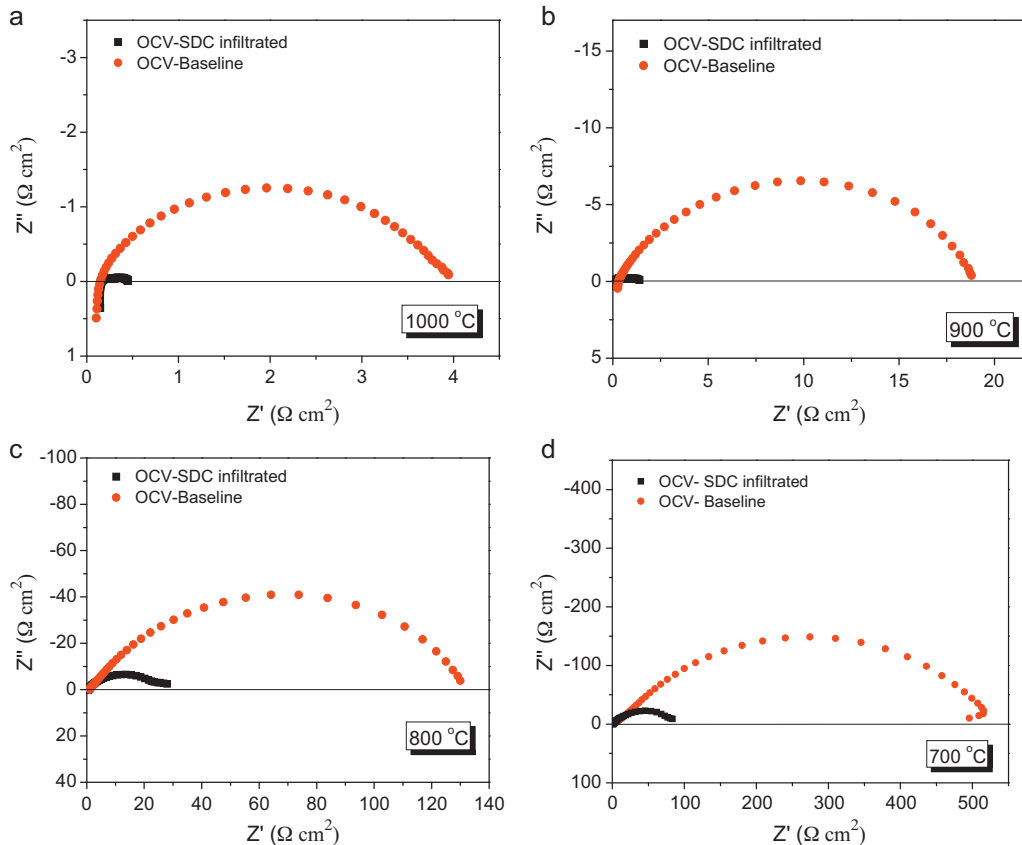 a
OCV-SDC infiltrated
OCV-Baseline
-3
-2
-1
0
1
Z'' (Ω cm²)
1000 °C
0
1
2
3
4
Z' (Ω cm²)
b
OCV-SDC infiltrated
OCV-Baseline
-15
-10
-5
0
5
Z'' (Ω cm²)
900 °C
0
5
10
15
20
Z' (Ω cm²)
c
OCV-SDC infiltrated
OCV-Baseline
-100
-80
-60
-40
-20
0
20
40
Z'' (Ω cm²)
800 °C
0
20
40
60
80
100
120
140
Z' (Ω cm²)
d
OCV- SDC infiltrated
OCV- Baseline
-400
-300
-200
-100
0
100
Z'' (Ω cm²)
700 °C
0
100
200
300
400
500
Z' (Ω cm²)